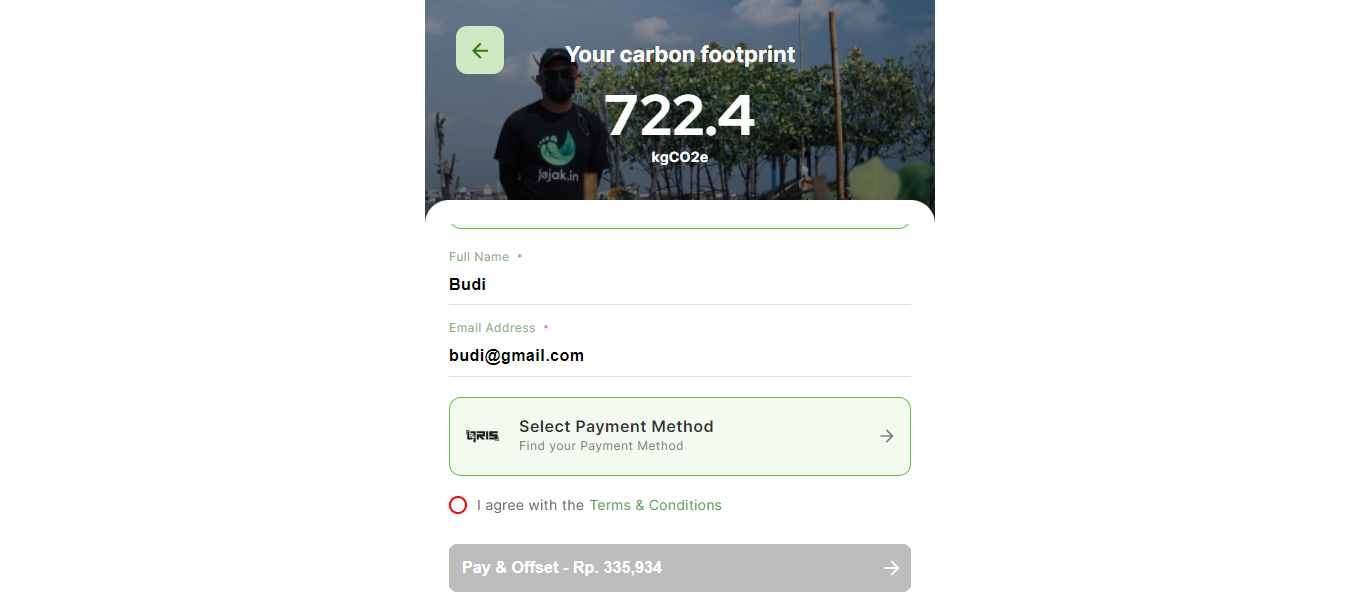 Your carbon footprint
722.4
kgCO2e
jejak.in
Full Name *
Budi
Email Address *
budi@gmail.com
QRIS
Select Payment Method
Find your Payment Method
I agree with the Terms & Conditions
Pay & Offset - Rp. 335,934